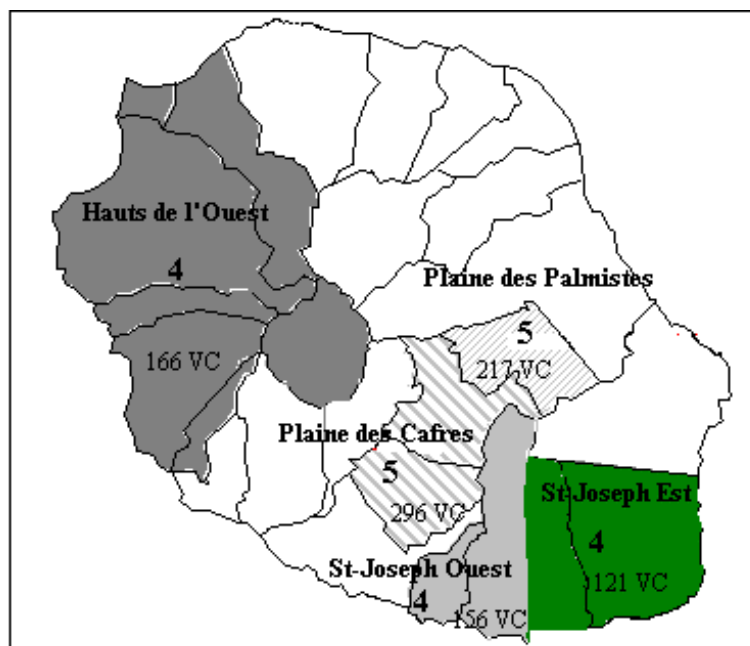 Hauts de l'Ouest
4
166 VC
Plaine des Palmistes
5
217 VC
Plaine des Cafres
5
296 VC
St-Joseph Est
4
121 VC
St-Joseph Ouest
4
156 VC